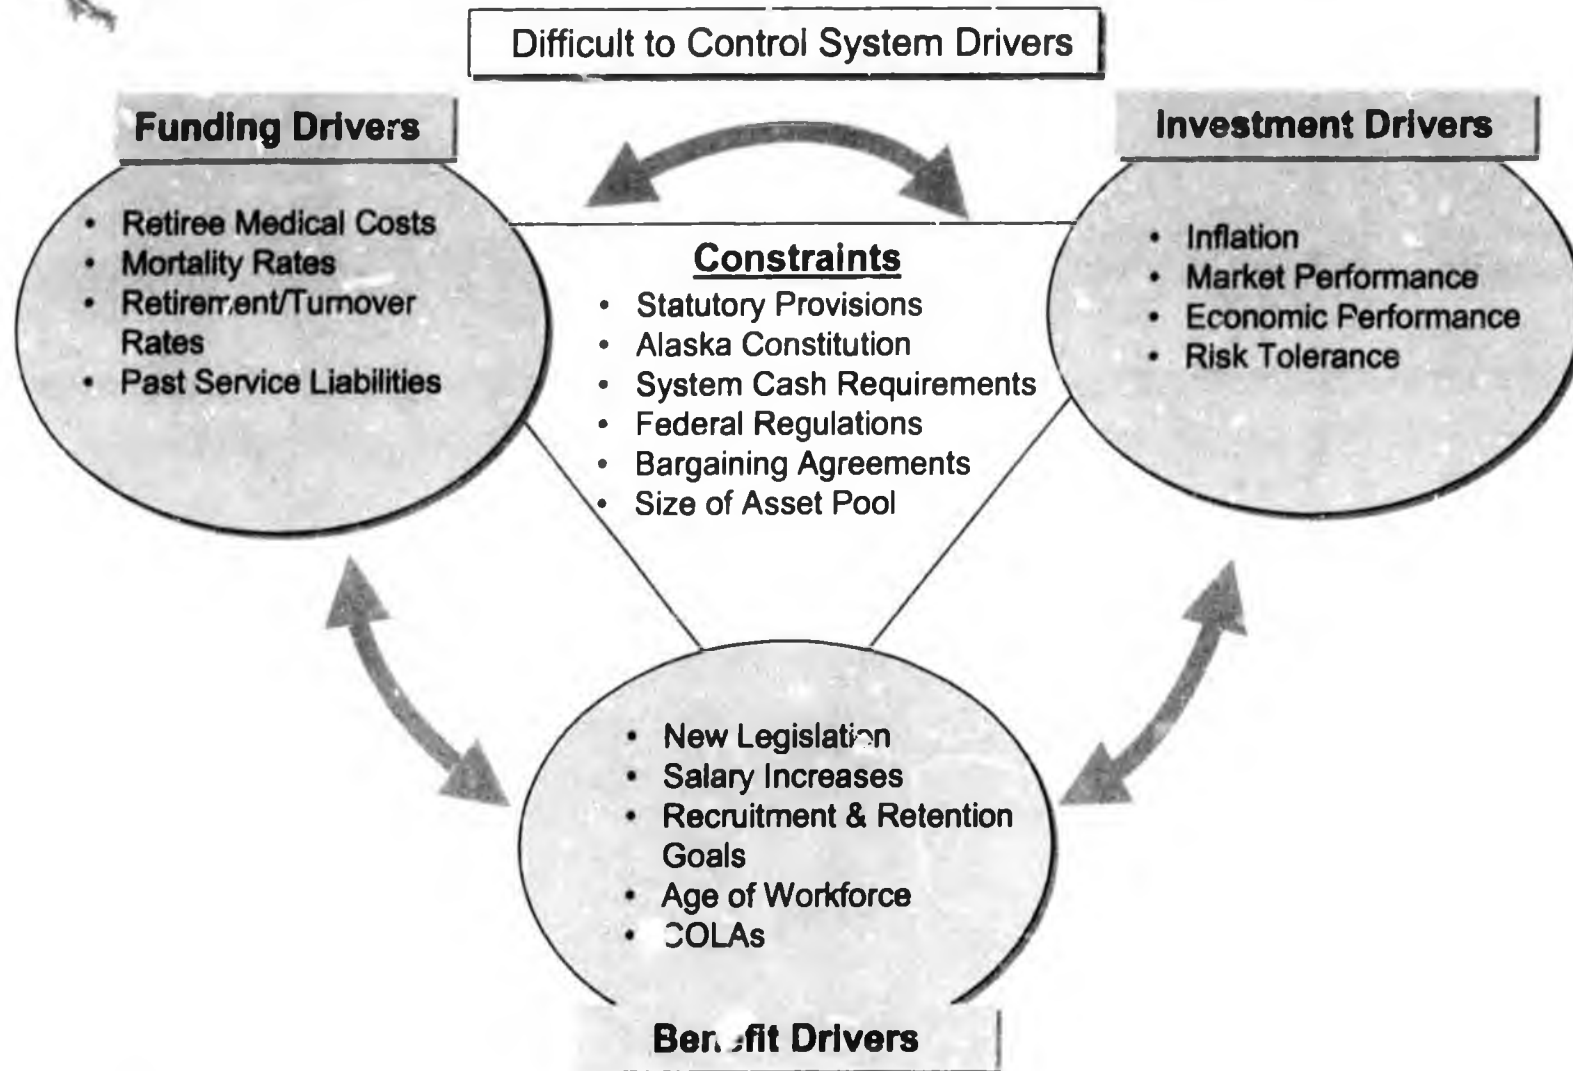 Difficult to Control System Drivers
Funding Drivers
• Retiree Medical Costs
• Mortality Rates
• Retirement/Turnover
Rates
• Past Service Liabilities
Investment Drivers
• Inflation
• Market Performance
• Economic Performance
• Risk Tolerance
Constraints
• Statutory Provisions
• Alaska Constitution
• System Cash Requirements
• Federal Regulations
• Bargaining Agreements
• Size of Asset Pool
• New Legislation
• Salary Increases
• Recruitment & Retention
Goals
• Age of Workforce
• COLAs
Benefit Drivers